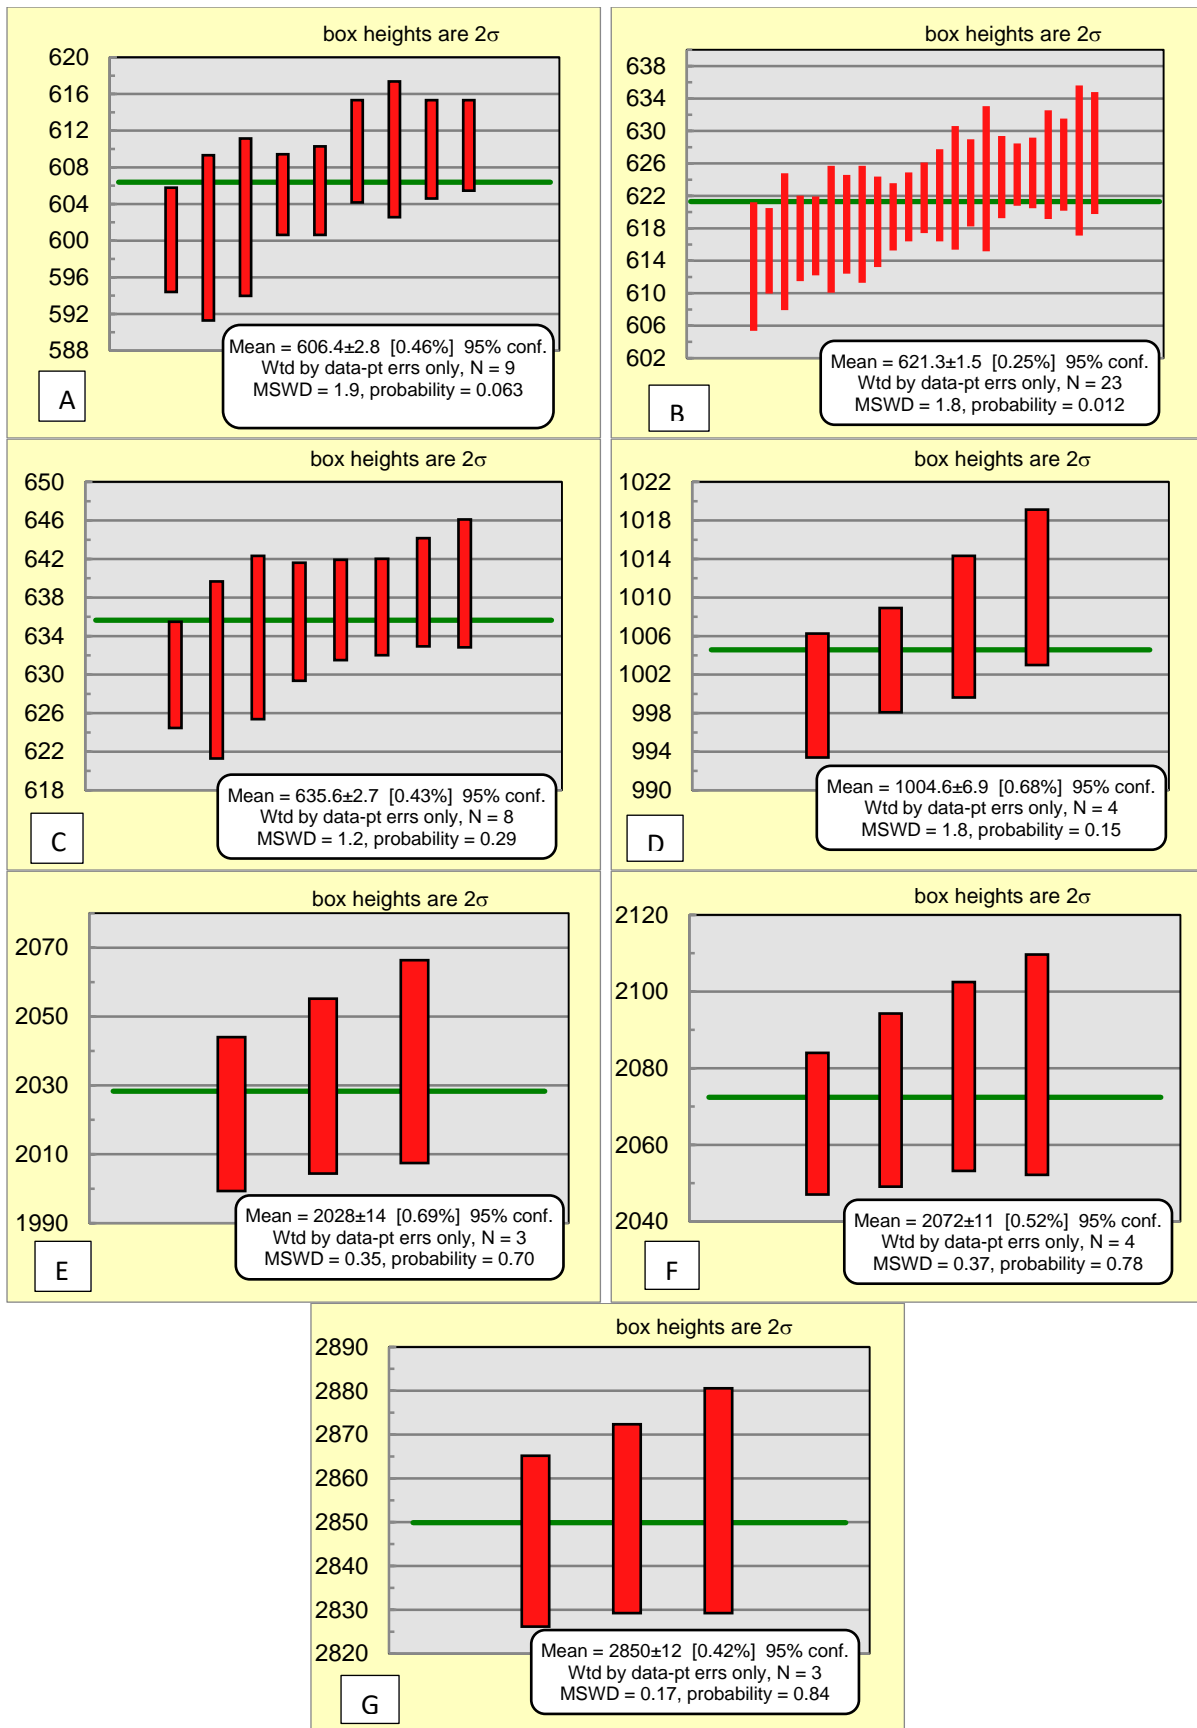 box heights are 2σ
620
616
612
608
604
600
596
592
588
Mean = 606.4±2.8 [0.46%] 95% conf.
Wtd by data-pt errs only, N = 9
MSWD = 1.9, probability = 0.063
A
box heights are 2σ
638
634
630
626
622
618
614
610
606
602
Mean = 621.3±1.5 [0.25%] 95% conf.
Wtd by data-pt errs only, N = 23
MSWD = 1.8, probability = 0.012
B
box heights are 2σ
650
646
642
638
634
630
626
622
618
Mean = 635.6±2.7 [0.43%] 95% conf.
Wtd by data-pt errs only, N = 8
MSWD = 1.2, probability = 0.29
C
box heights are 2σ
1022
1018
1014
1010
1006
1002
998
994
990
Mean = 1004.6±6.9 [0.68%] 95% conf.
Wtd by data-pt errs only, N = 4
MSWD = 1.8, probability = 0.15
D
box heights are 2σ
2070
2050
2030
2010
1990
Mean = 2028±14 [0.69%] 95% conf.
Wtd by data-pt errs only, N = 3
MSWD = 0.35, probability = 0.70
E
box heights are 2σ
2120
2100
2080
2060
2040
Mean = 2072±11 [0.52%] 95% conf.
Wtd by data-pt errs only, N = 4
MSWD = 0.37, probability = 0.78
F
box heights are 2σ
2890
2880
2870
2860
2850
2840
2830
2820
Mean = 2850±12 [0.42%] 95% conf.
Wtd by data-pt errs only, N = 3
MSWD = 0.17, probability = 0.84
G